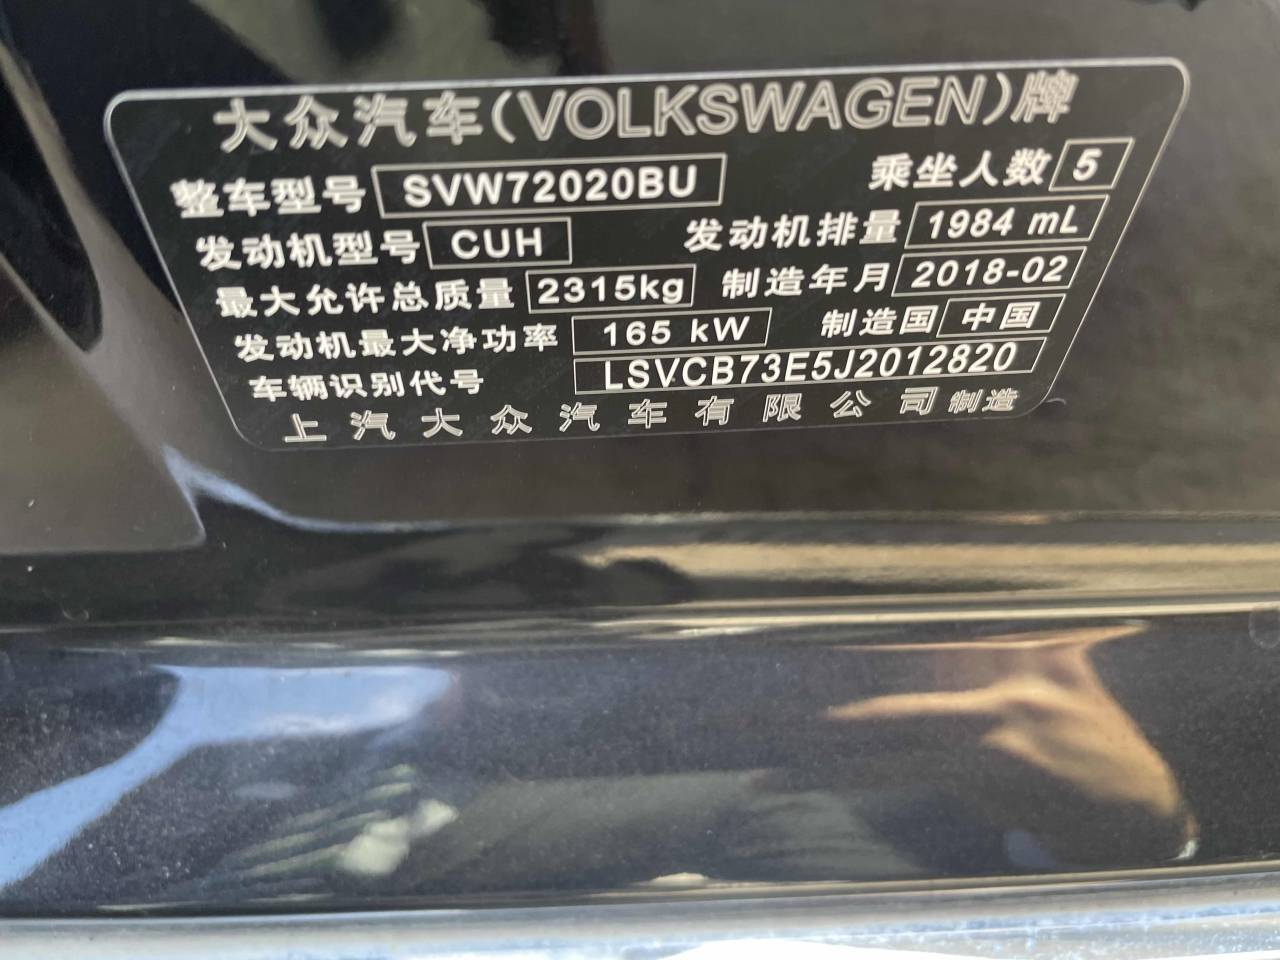 大众汽车(VOLKSWAGEN)牌
整车型号 SVW72020BU 乘坐人数 5
发动机型号 CUH 发动机排量 1984 mL
最大允许总质量 2315kg 制造年月 2018-02
发动机最大净功率 165 kW 制造国 中国
车辆识别代号 LSVCB73E5J2012820
上汽大众汽车有限公司制造